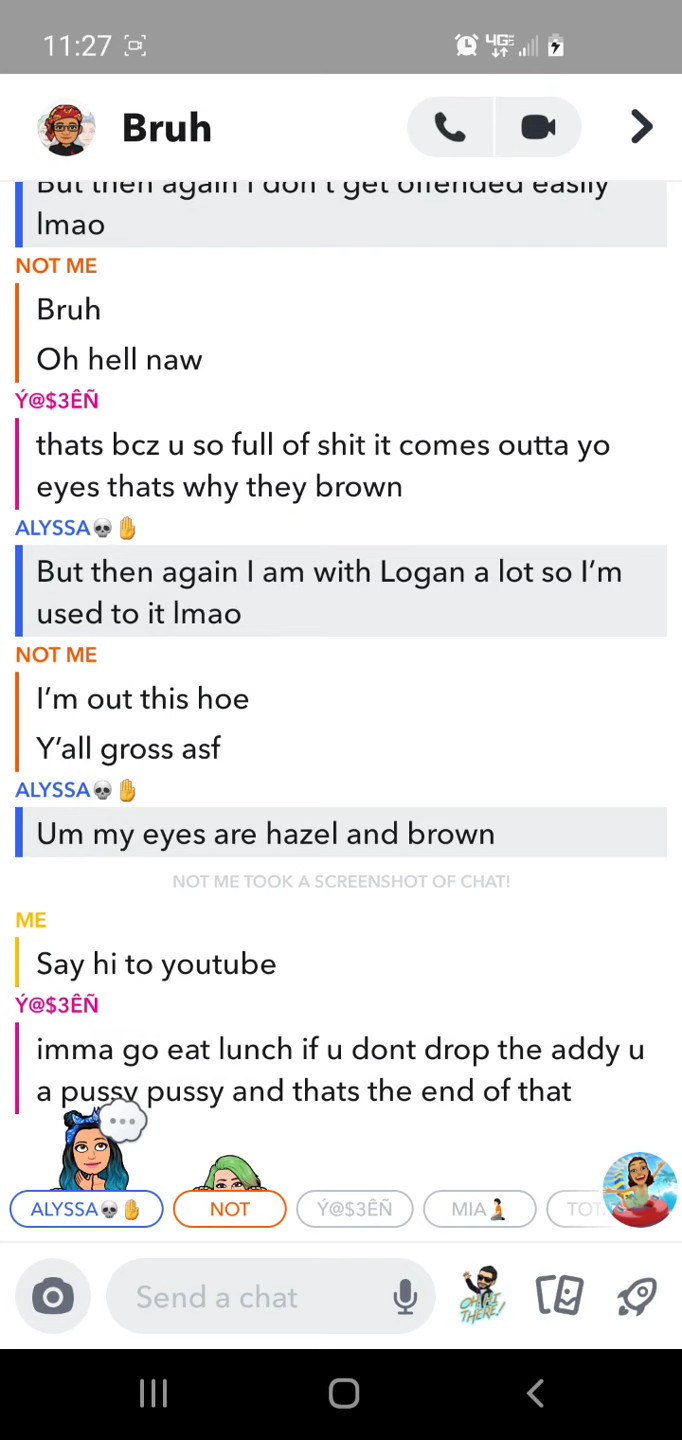 11:27
4GE
Bruh
But then again I don't get offended easily
lmao
NOT ME
Bruh
Oh hell naw
Ý@$3ÊÑ
thats bcz u so full of shit it comes outta yo
eyes thats why they brown
ALYSSA💀✋
But then again I am with Logan a lot so I'm
used to it lmao
NOT ME
I'm out this hoe
Y'all gross asf
ALYSSA💀✋
Um my eyes are hazel and brown
NOT ME TOOK A SCREENSHOT OF CHAT!
ME
Say hi to youtube
Ý@$3ÊÑ
imma go eat lunch if u dont drop the addy u
a pussy pussy and thats the end of that
ALYSSA💀✋ NOT Ý@$3ÊÑ MIA🧎 TOT
Send a chat
OH HI THERE!